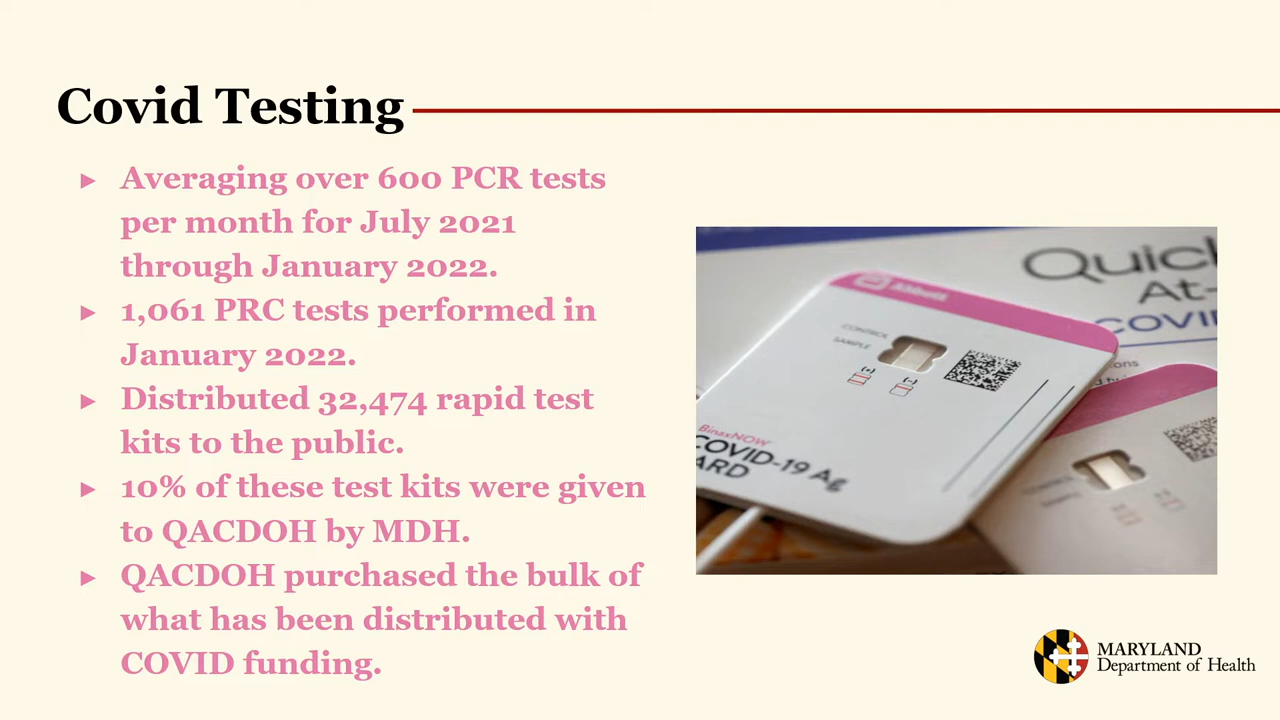 Covid Testing
► Averaging over 600 PCR tests
per month for July 2021
through January 2022.
► 1,061 PRC tests performed in
January 2022.
► Distributed 32,474 rapid test
kits to the public.
► 10% of these test kits were given
to QACDOH by MDH.
► QACDOH purchased the bulk of
what has been distributed with
COVID funding.
Quick
At-
COVI
Abbott
CONTROL
SAMPLE
BinaxNOW
COVID-19 Ag
ARD
MARYLAND
Department of Health